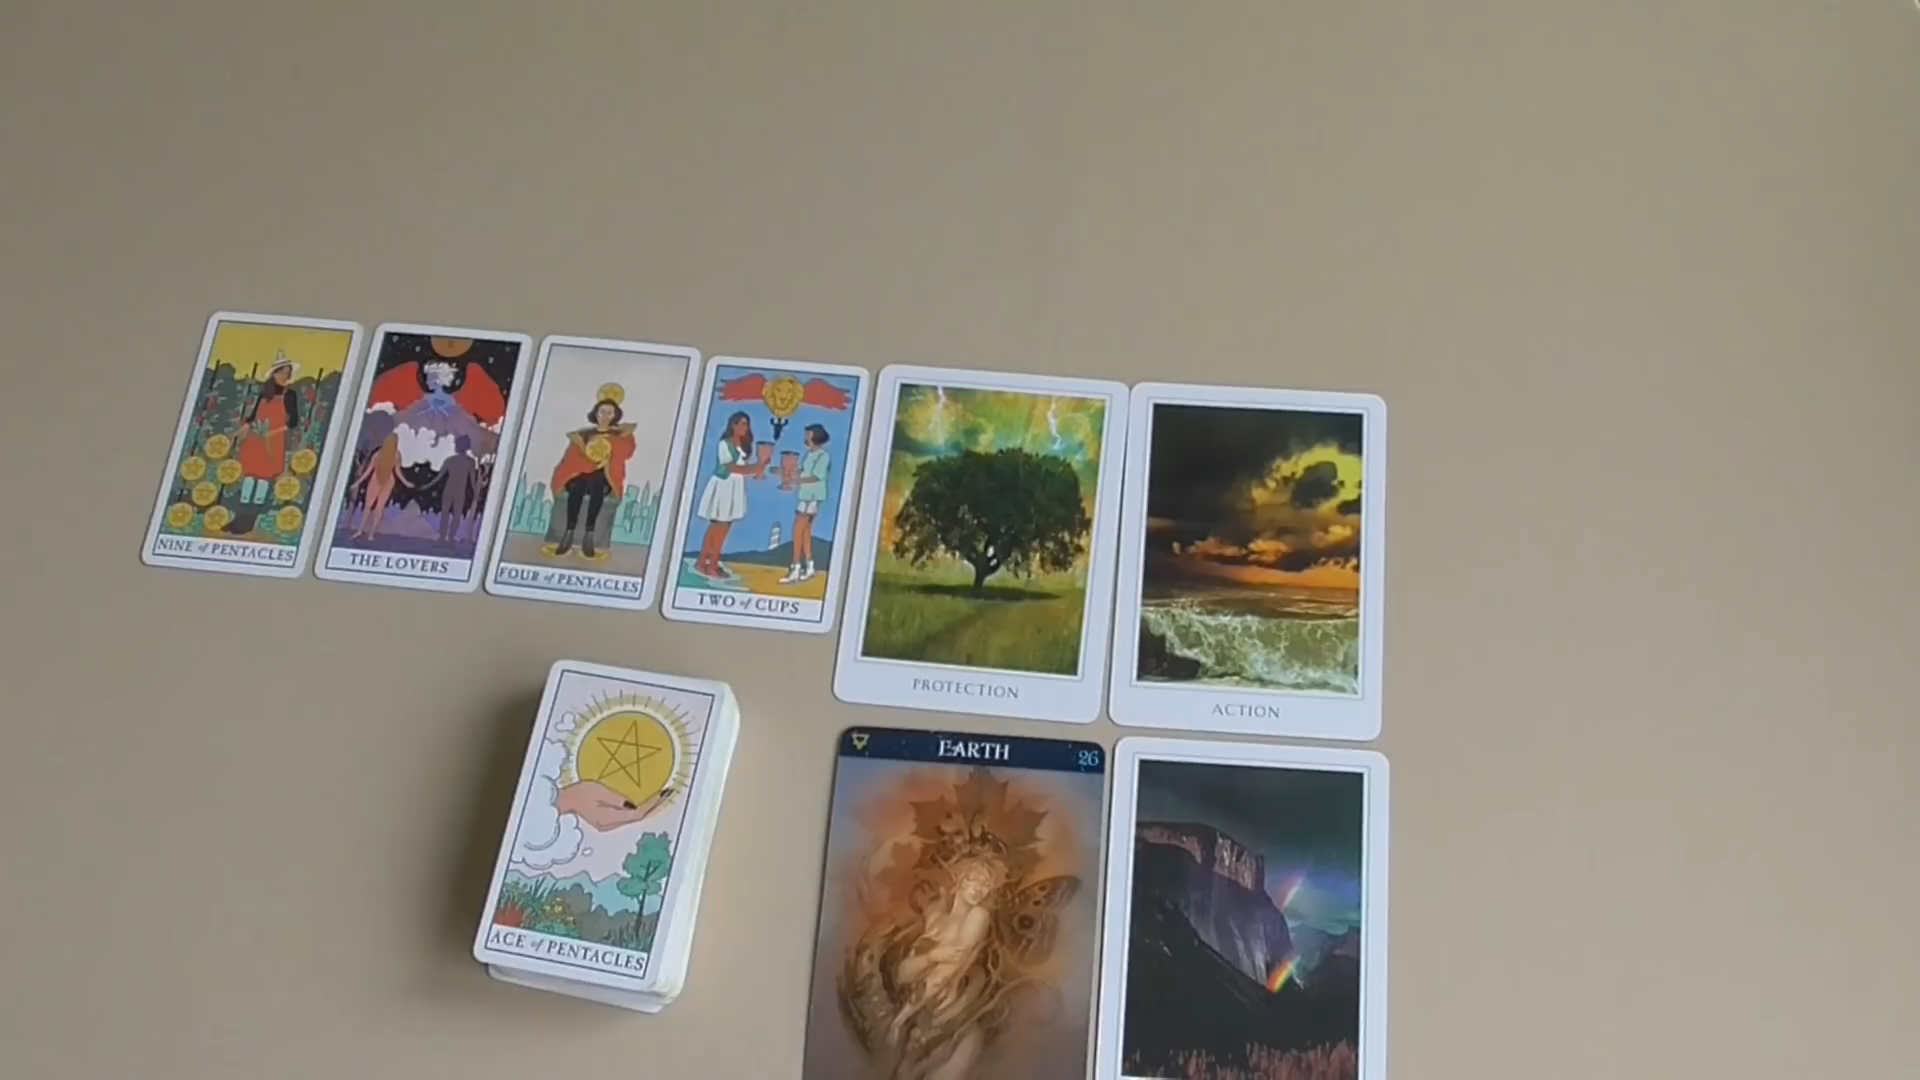 NINE of PENTACLES
THE LOVERS
FOUR of PENTACLES
TWO of CUPS
PROTECTION
ACTION
ACE of PENTACLES
EARTH
26